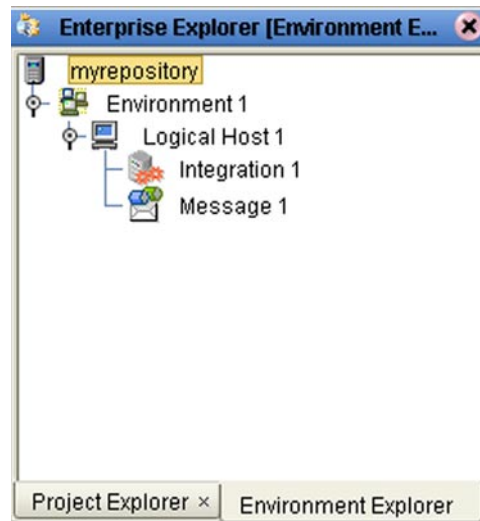 Enterprise Explorer [Environment E...
myrepository
Environment 1
Logical Host 1
Integration 1
Message 1
Project Explorer × Environment Explorer